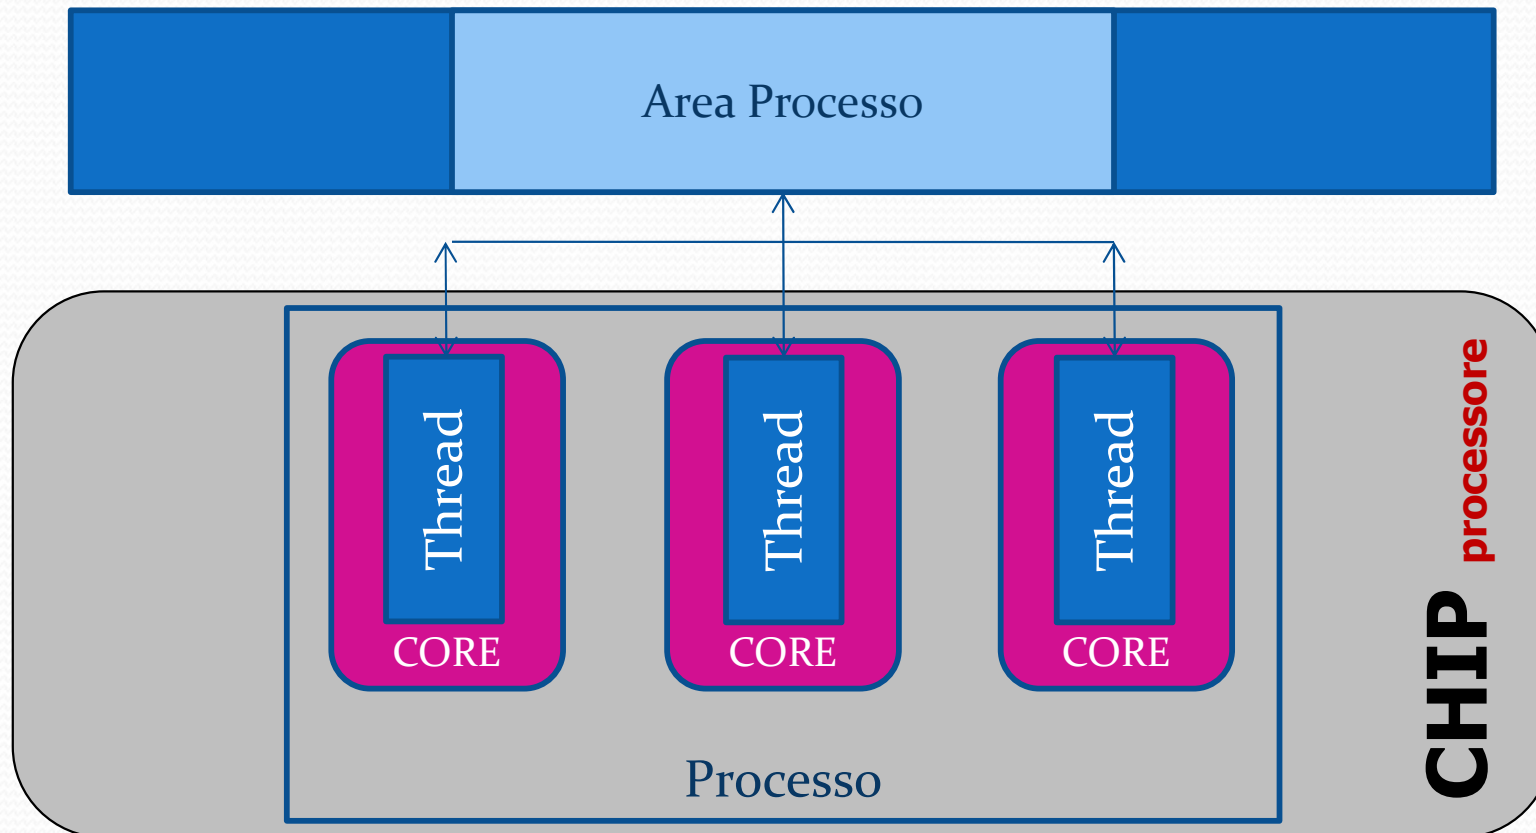 Area Processo
Thread
CORE
Thread
CORE
Thread
CORE
Processo
CHIP processore